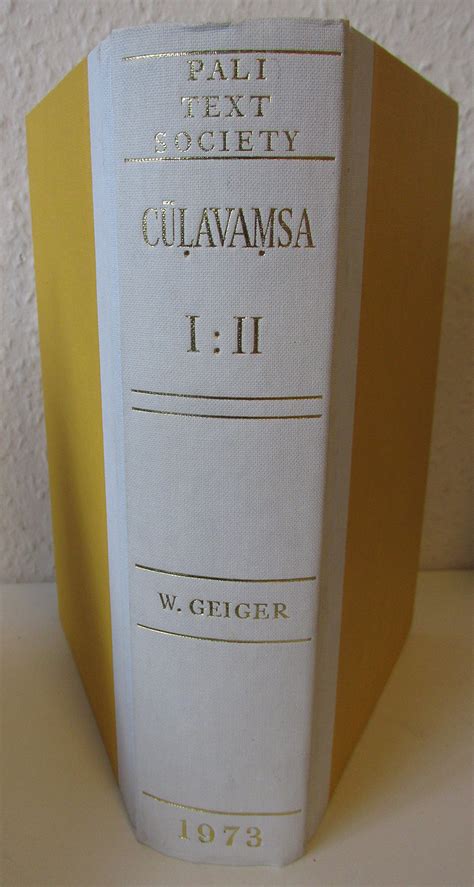 PALI
TEXT
SOCIETY
CŪḶAVAṂSA
I : II
W. GEIGER
1973